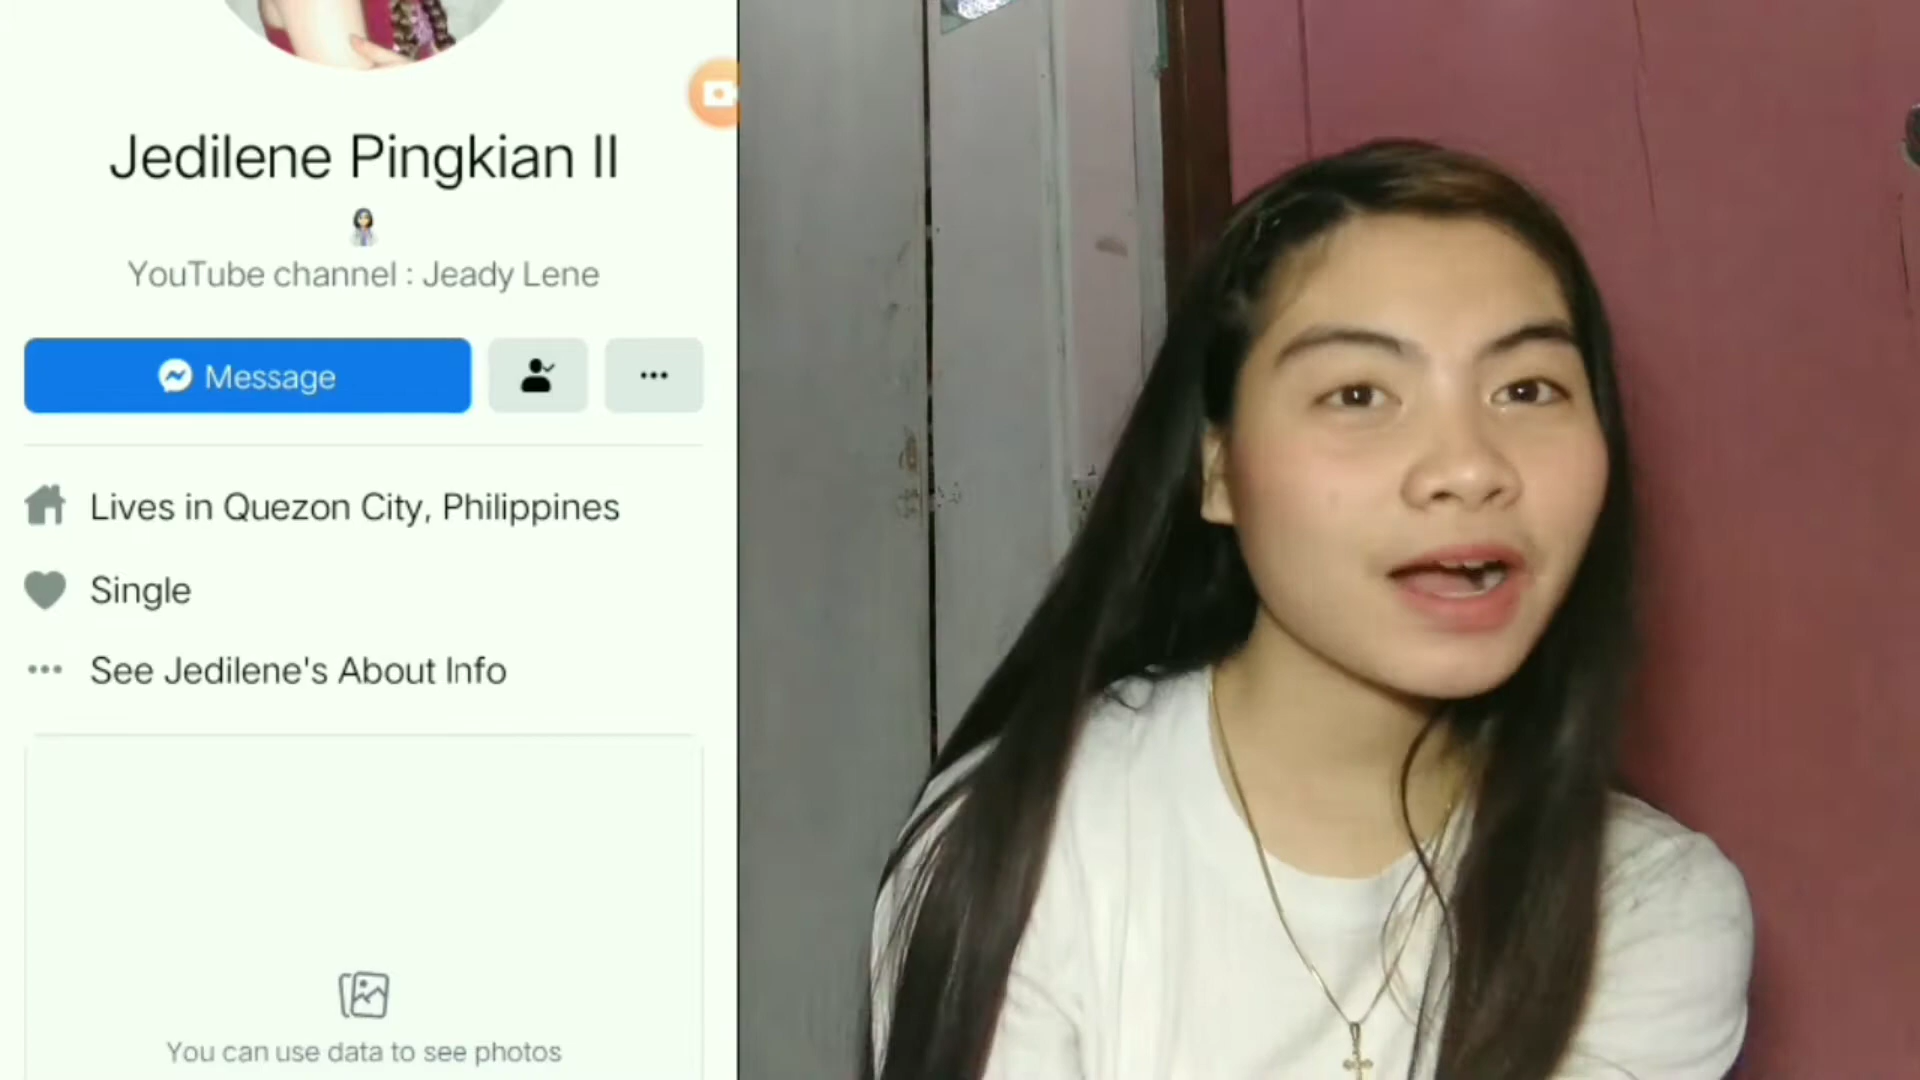 Jedilene Pingkian II
YouTube channel : Jeady Lene
Message
Lives in Quezon City, Philippines
Single
See Jedilene's About Info
You can use data to see photos